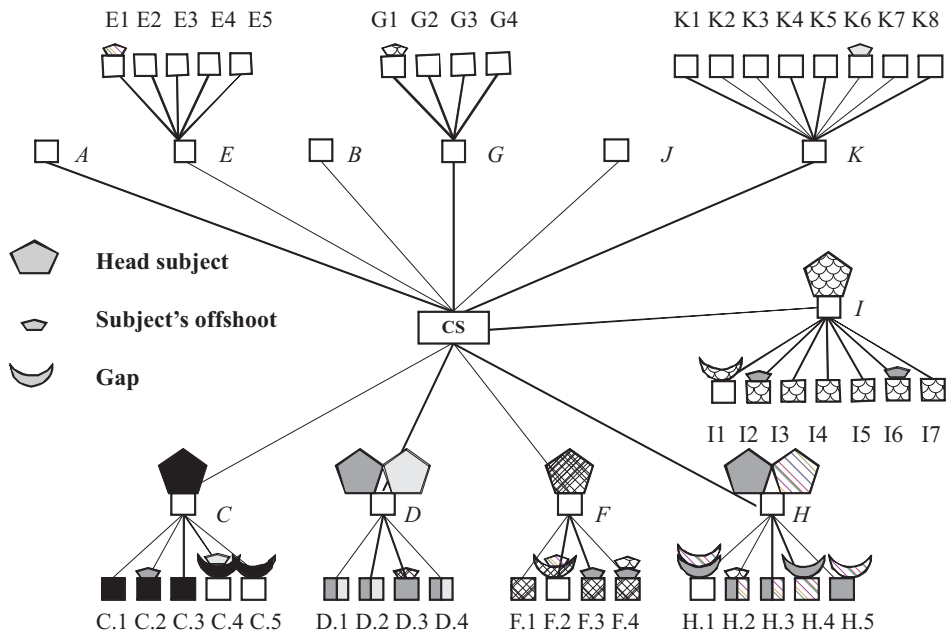 E1 E2 E3 E4 E5
G1 G2 G3 G4
K1 K2 K3 K4 K5 K6 K7 K8
A
E
B
G
J
K
Head subject
Subject's offshoot
Gap
CS
I
I1 I2 I3 I4 I5 I6 I7
C
D
F
H
C.1 C.2 C.3 C.4 C.5
D.1 D.2 D.3 D.4
F.1 F.2 F.3 F.4
H.1 H.2 H.3 H.4 H.5